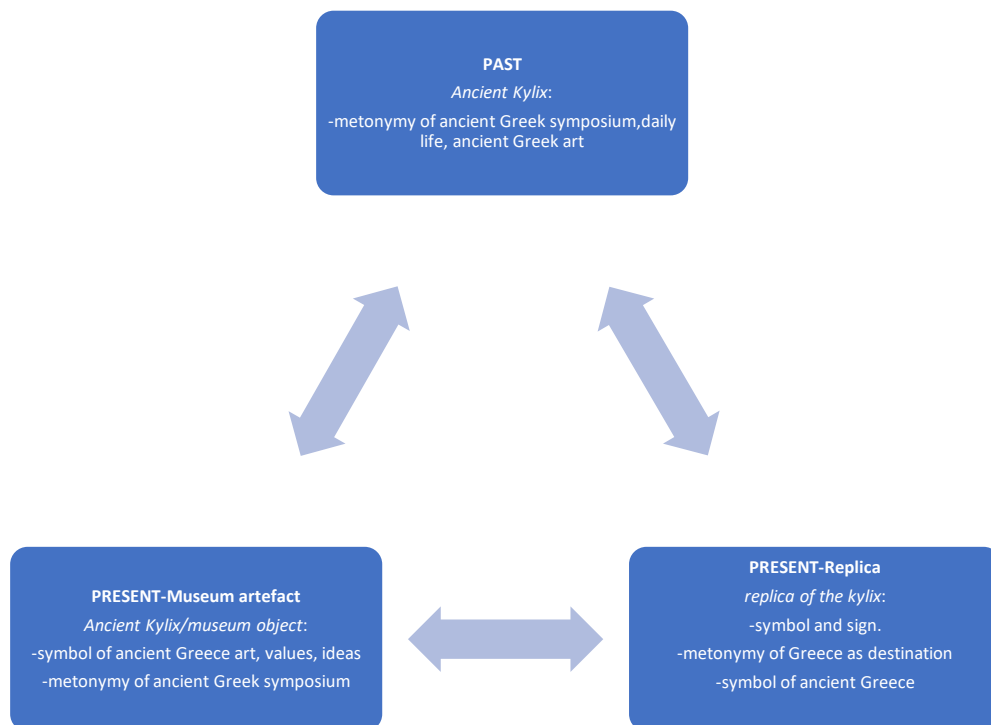 PAST
Ancient Kylix:
-metonymy of ancient Greek symposium,daily
life, ancient Greek art
PRESENT-Museum artefact
Ancient Kylix/museum object:
-symbol of ancient Greece art, values, ideas
-metonymy of ancient Greek symposium
PRESENT-Replica
replica of the kylix:
-symbol and sign.
-metonymy of Greece as destination
-symbol of ancient Greece